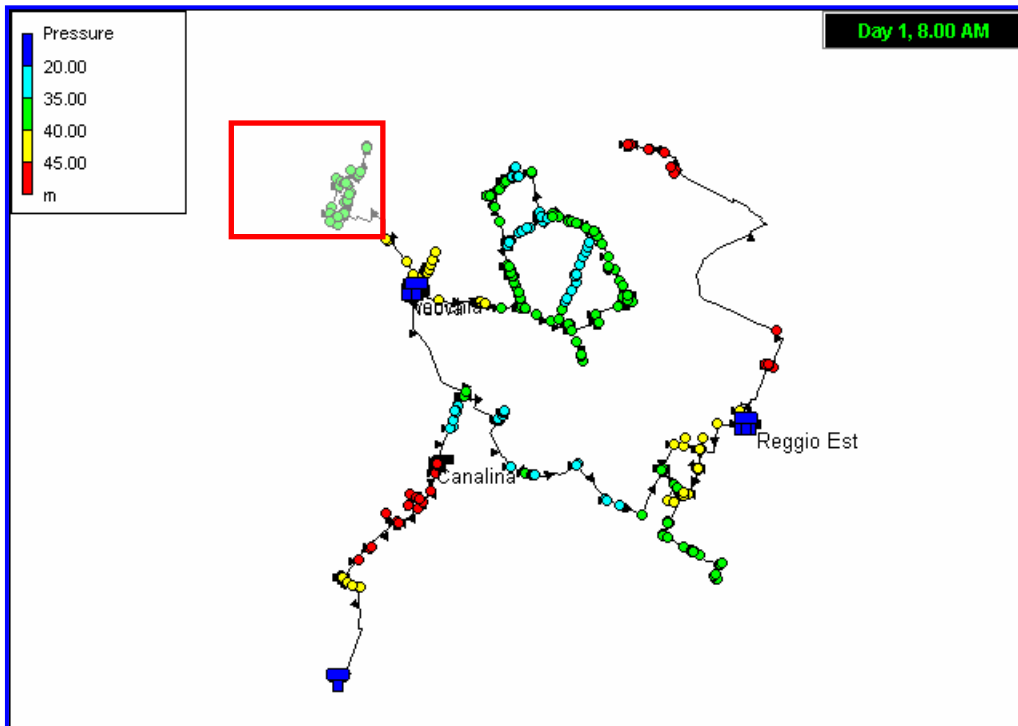 Pressure
20.00
35.00
40.00
45.00
m
Day 1, 8.00 AM
Reggio Est
Canalina